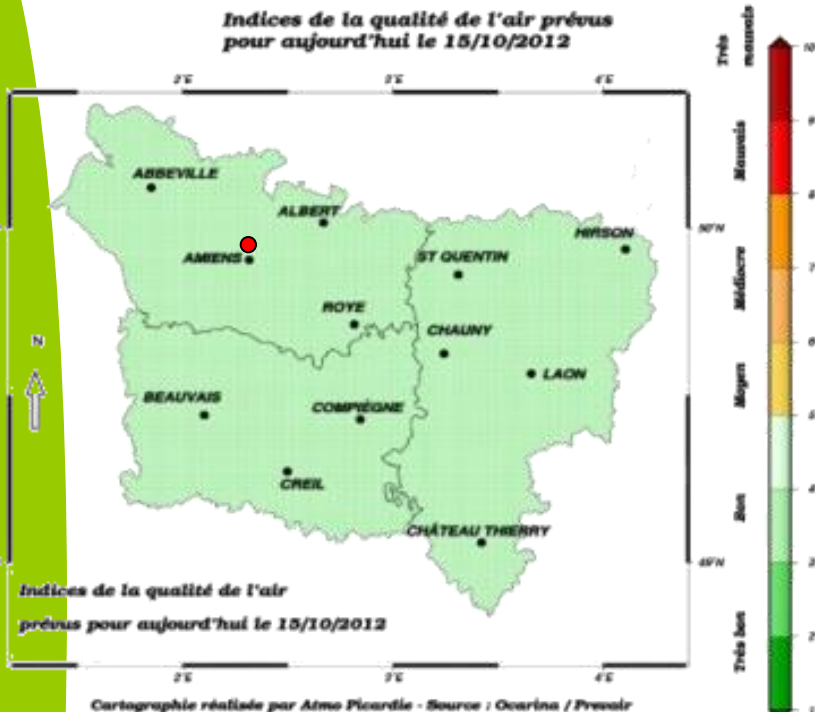 Indices de la qualité de l'air prévus
pour aujourd'hui le 15/10/2012
Très
mauvais
10
2°E
3°E
4°E
9
Mauvais
ABBEVILLE
8
ALBERT
50°N
HIRSON
AMIENS
ST QUENTIN
7
Médiocre
ROYE
CHAUNY
6
N
LAON
Moyen
BEAUVAIS
COMPIÈGNE
5
4
CREIL
Bon
CHÂTEAU THIERRY
3
49°N
Indices de la qualité de l'air
prévus pour aujourd'hui le 15/10/2012
2
Très bon
2°E
3°E
4°E
1
Cartographie réalisée par Atmo Picardie - Source : Ocarina / Prevair